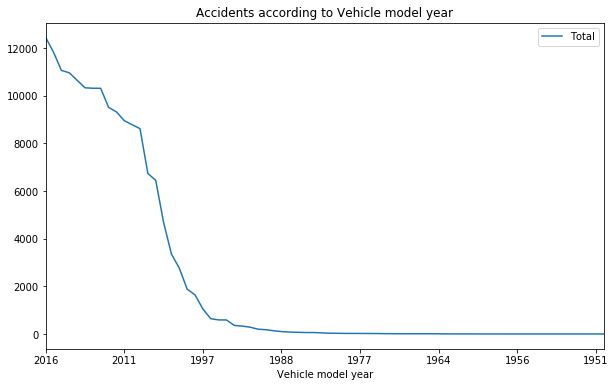 Accidents according to Vehicle model year
Total
12000
10000
8000
6000
4000
2000
0
2016 2011 1997 1988 1977 1964 1956 1951
Vehicle model year